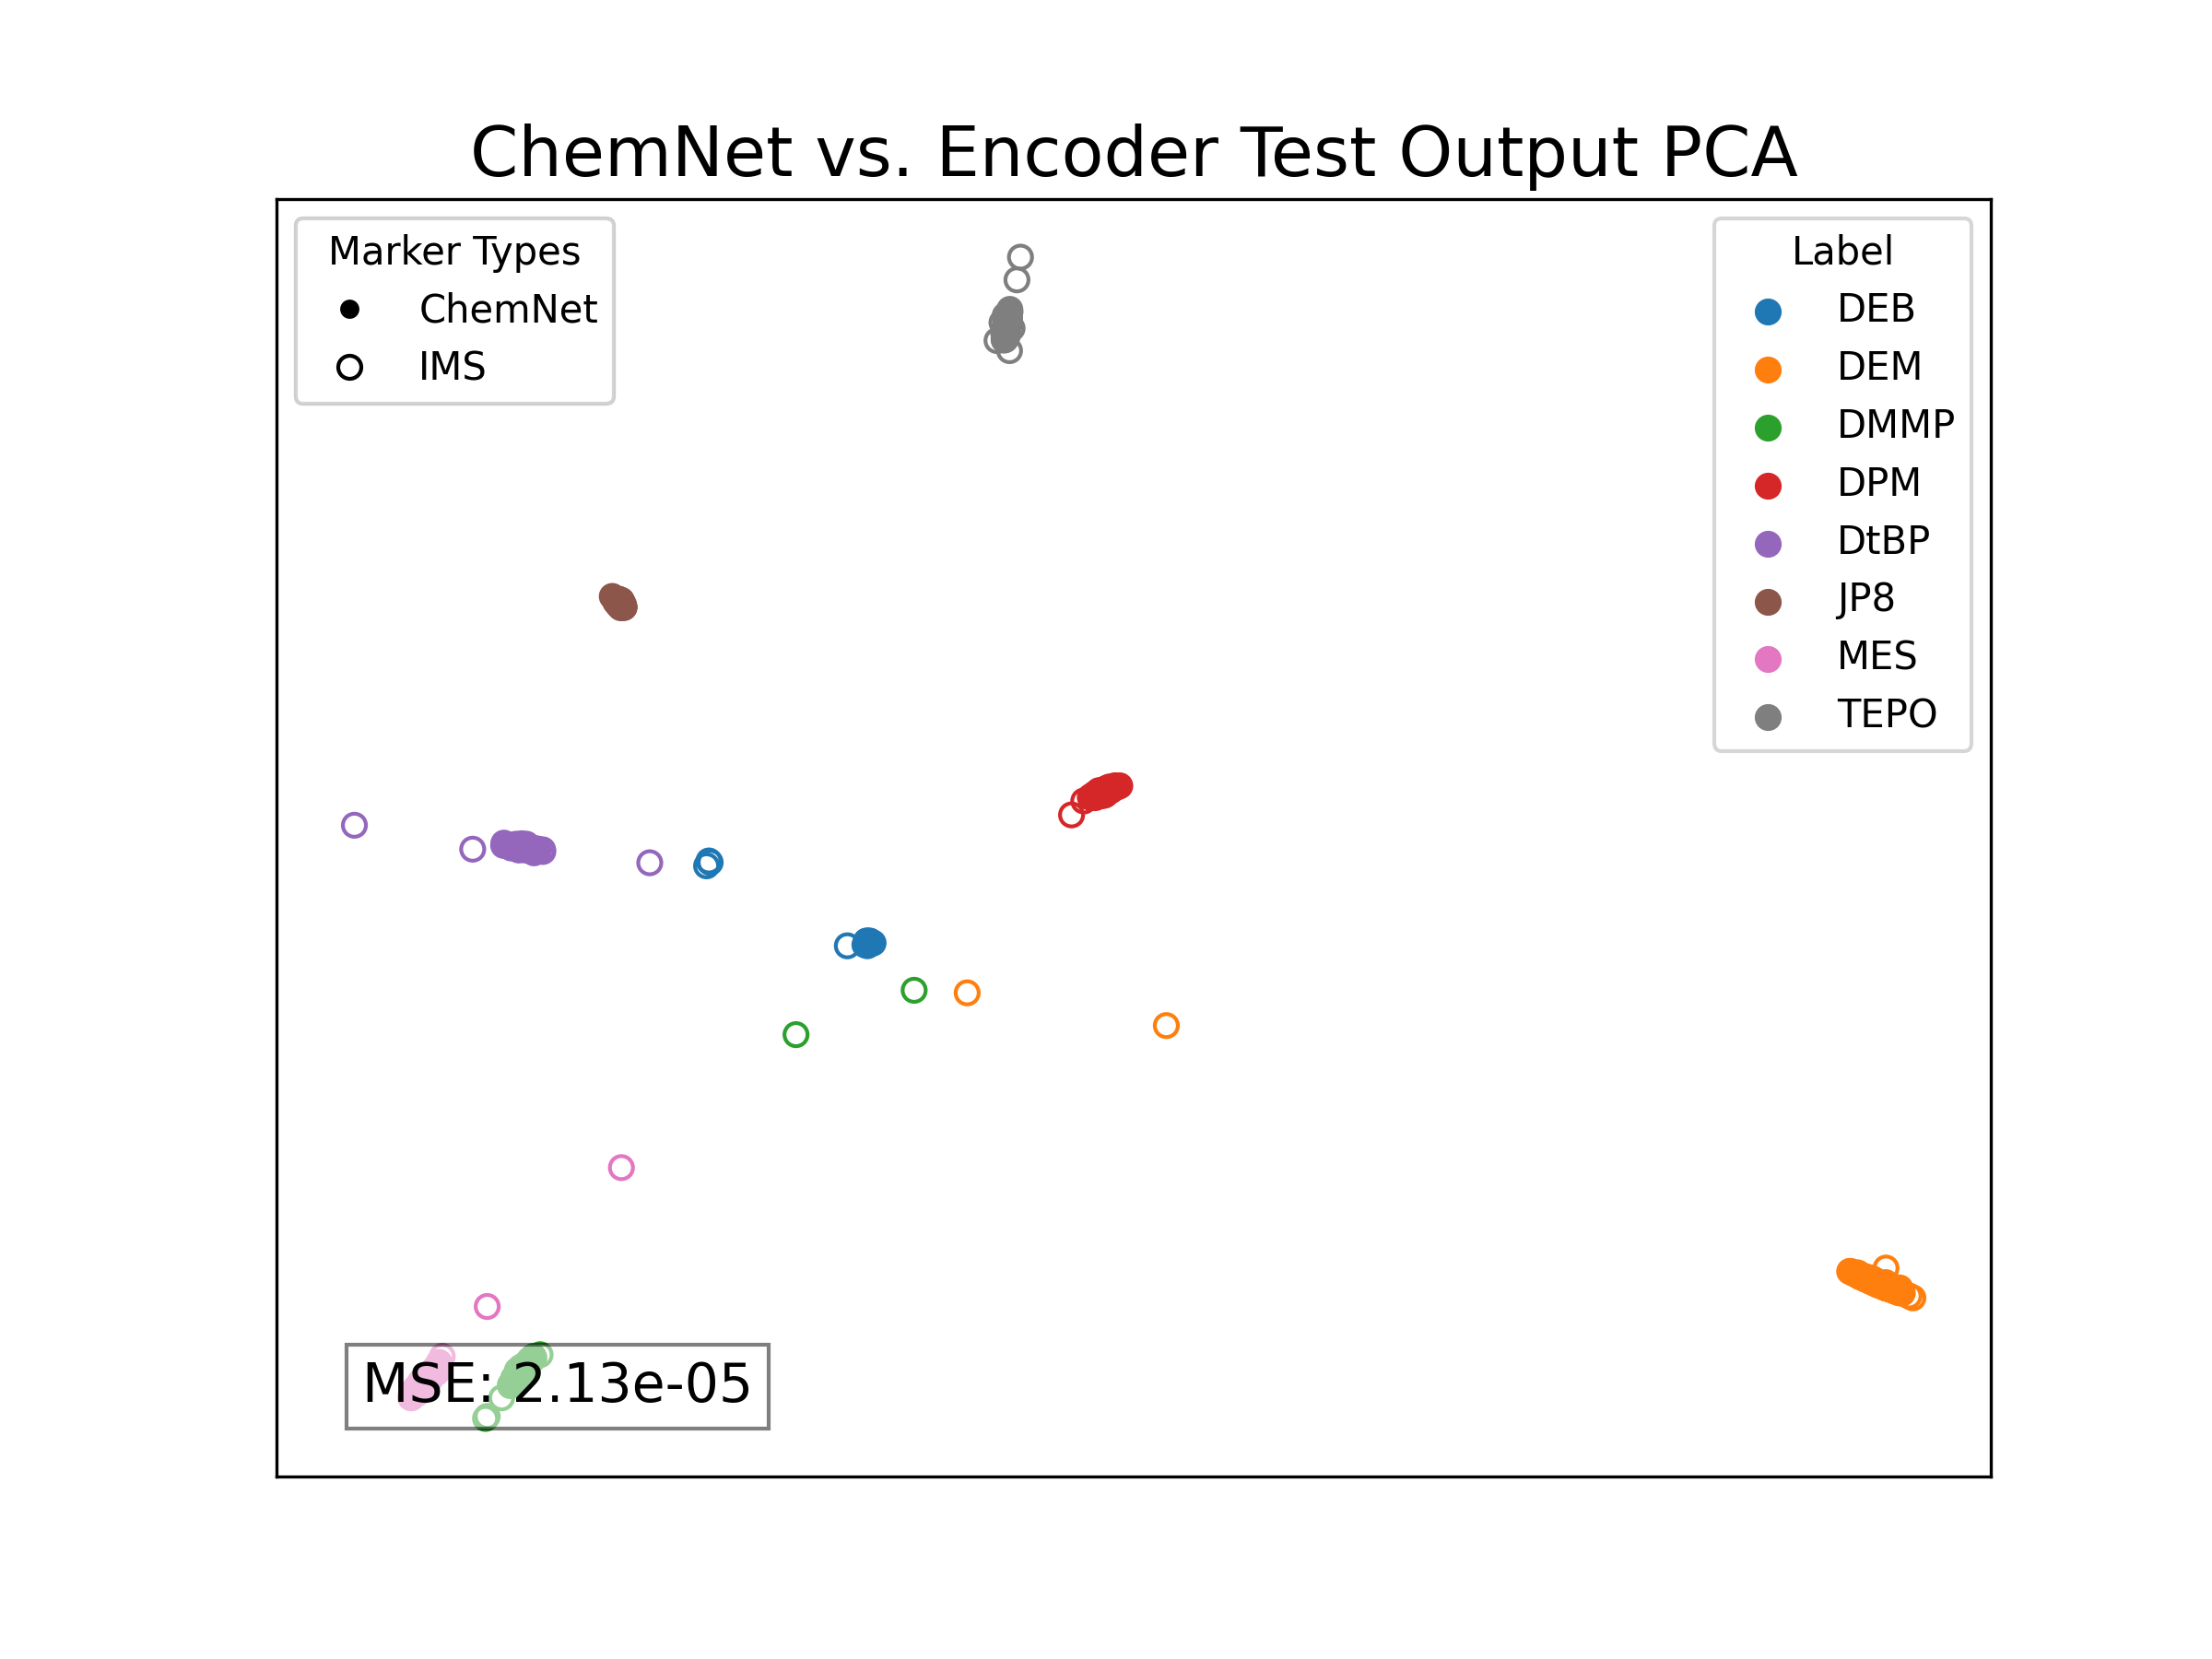 ChemNet vs. Encoder Test Output PCA
Marker Types
ChemNet
IMS
Label
DEB
DEM
DMMP
DPM
DtBP
JP8
MES
TEPO
MSE: 2.13e-05